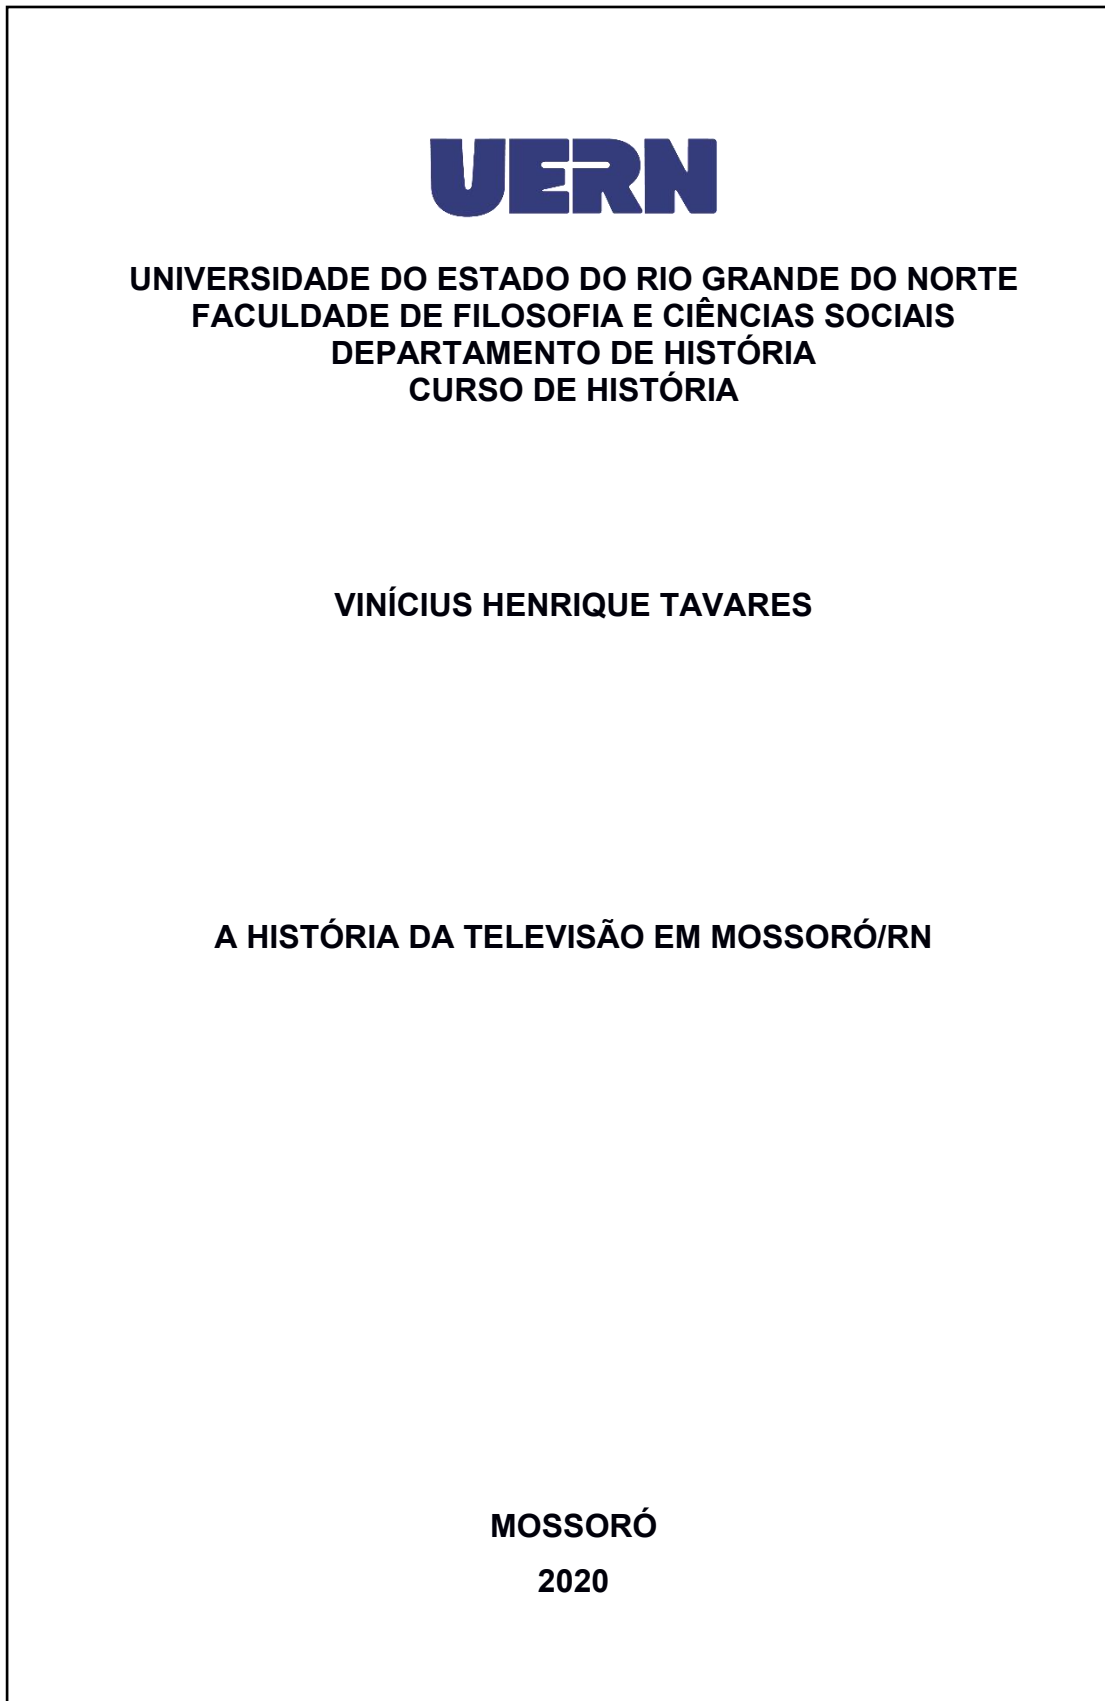 UERN
UNIVERSIDADE DO ESTADO DO RIO GRANDE DO NORTE
FACULDADE DE FILOSOFIA E CIÊNCIAS SOCIAIS
DEPARTAMENTO DE HISTÓRIA
CURSO DE HISTÓRIA
VINÍCIUS HENRIQUE TAVARES
A HISTÓRIA DA TELEVISÃO EM MOSSORÓ/RN
MOSSORÓ
2020